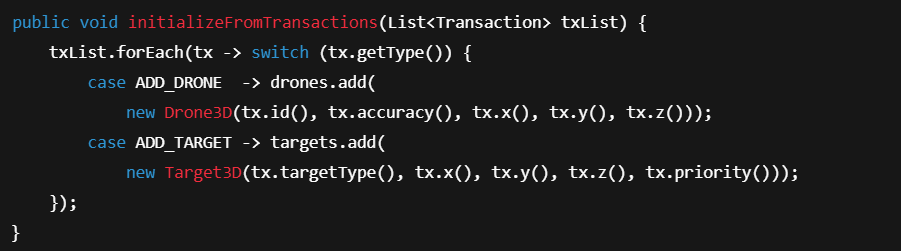 public void initializeFromTransactions(List<Transaction> txList) {
    txList.forEach(tx -> switch (tx.getType()) {
        case ADD_DRONE  -> drones.add(
            new Drone3D(tx.id(), tx.accuracy(), tx.x(), tx.y(), tx.z()));
        case ADD_TARGET -> targets.add(
            new Target3D(tx.targetType(), tx.x(), tx.y(), tx.z(), tx.priority()));
    });
}